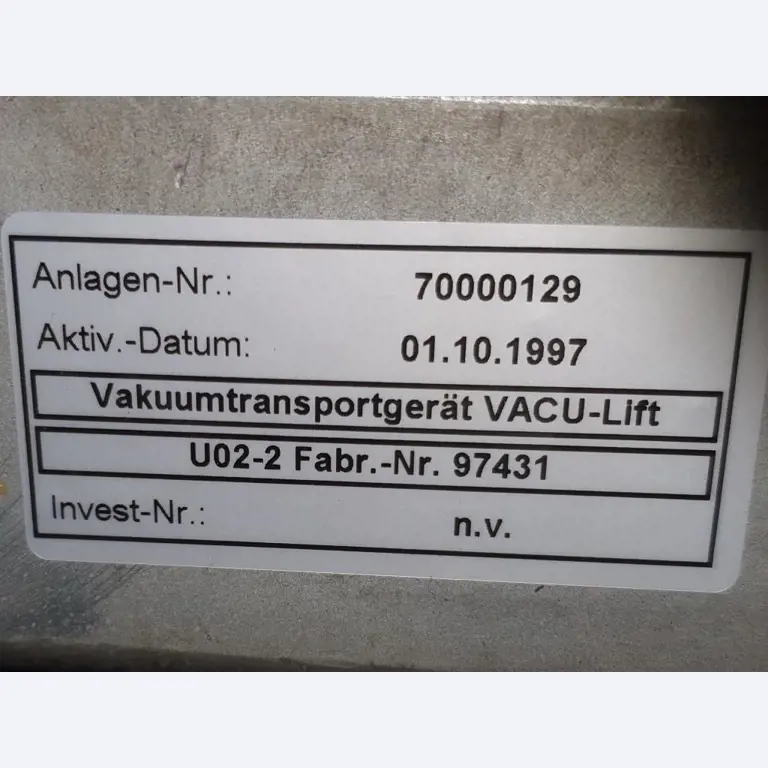 Anlagen-Nr.: 70000129
Aktiv.-Datum: 01.10.1997
Vakuumtransportgerät VACU-Lift
U02-2 Fabr.-Nr. 97431
Invest-Nr.: n.v.